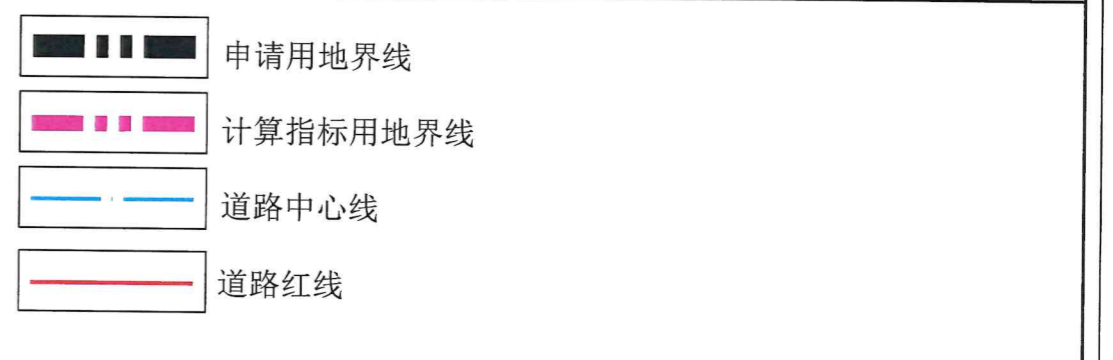 申请用地界线
计算指标用地界线
道路中心线
道路红线